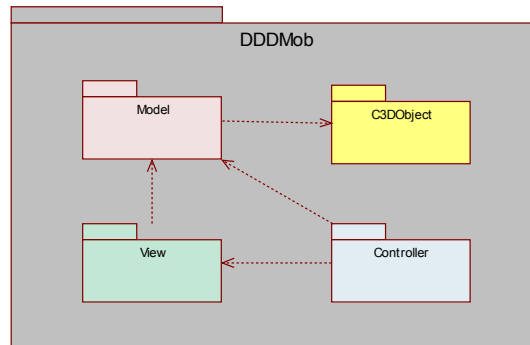 DDDMob
Model
C3DObject
View
Controller